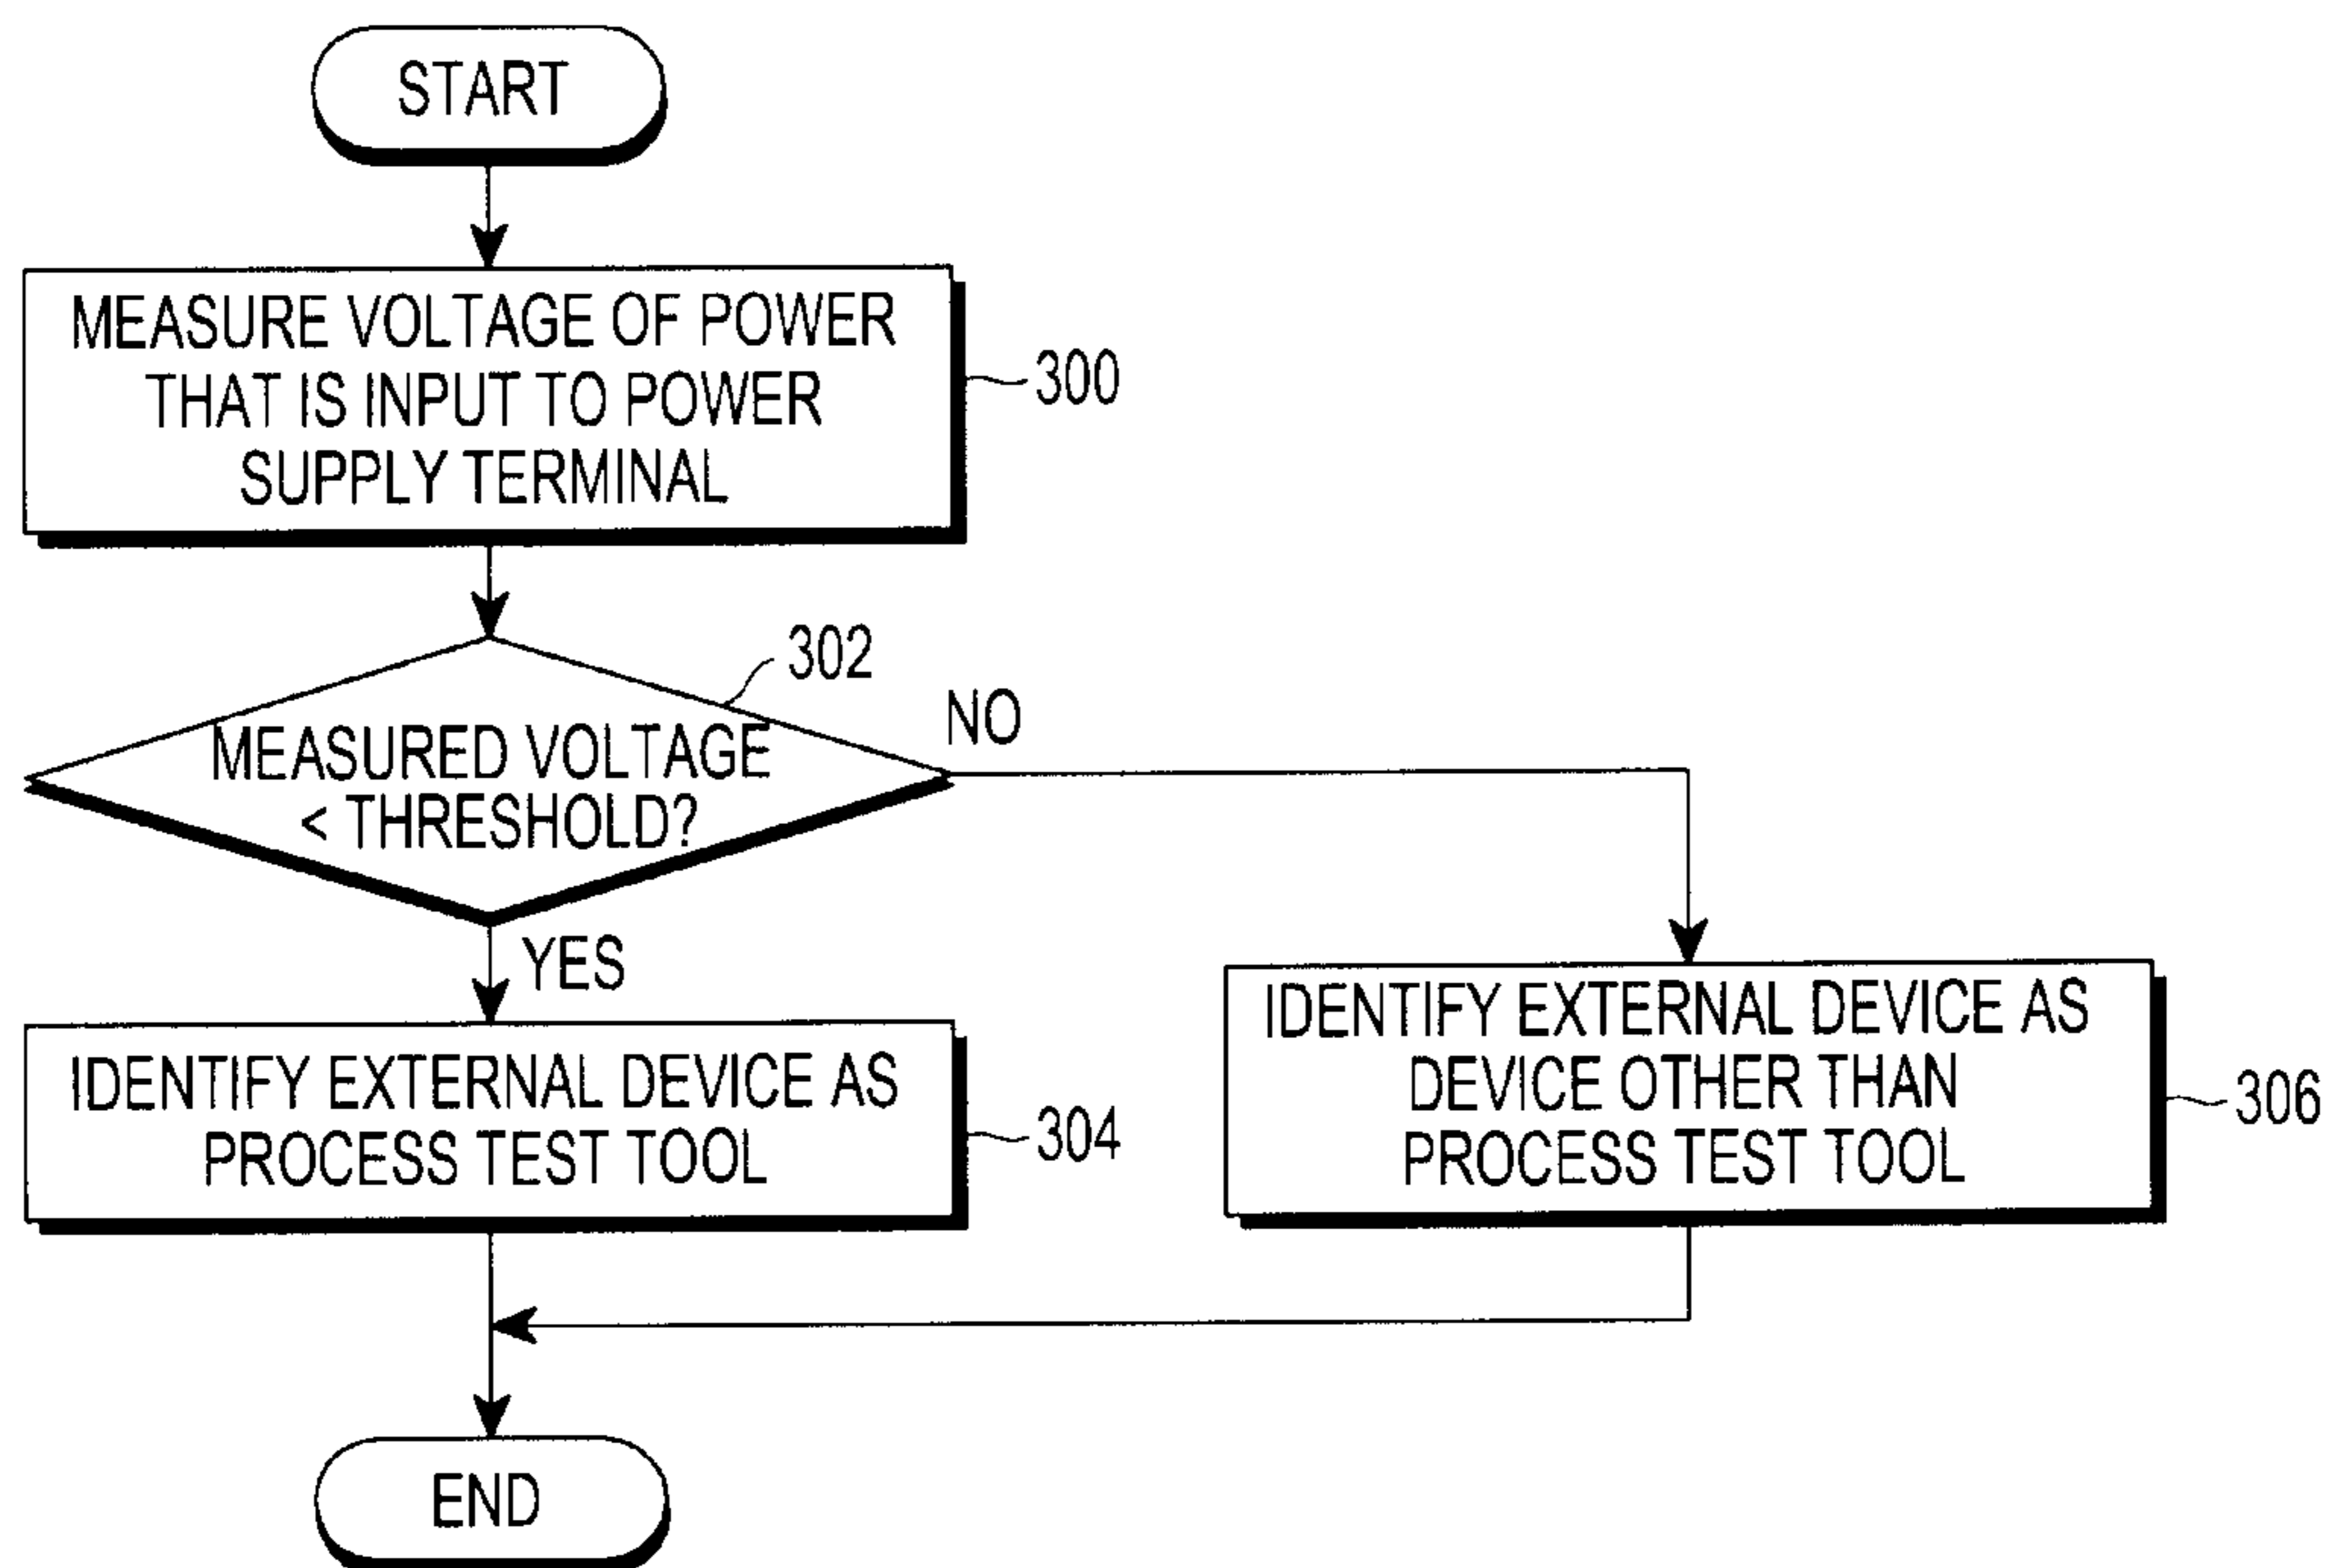 START
MEASURE VOLTAGE OF POWER
THAT IS INPUT TO POWER
SUPPLY TERMINAL
300
302
MEASURED VOLTAGE
< THRESHOLD?
NO
YES
IDENTIFY EXTERNAL DEVICE AS
PROCESS TEST TOOL
304
IDENTIFY EXTERNAL DEVICE AS
DEVICE OTHER THAN
PROCESS TEST TOOL
306
END